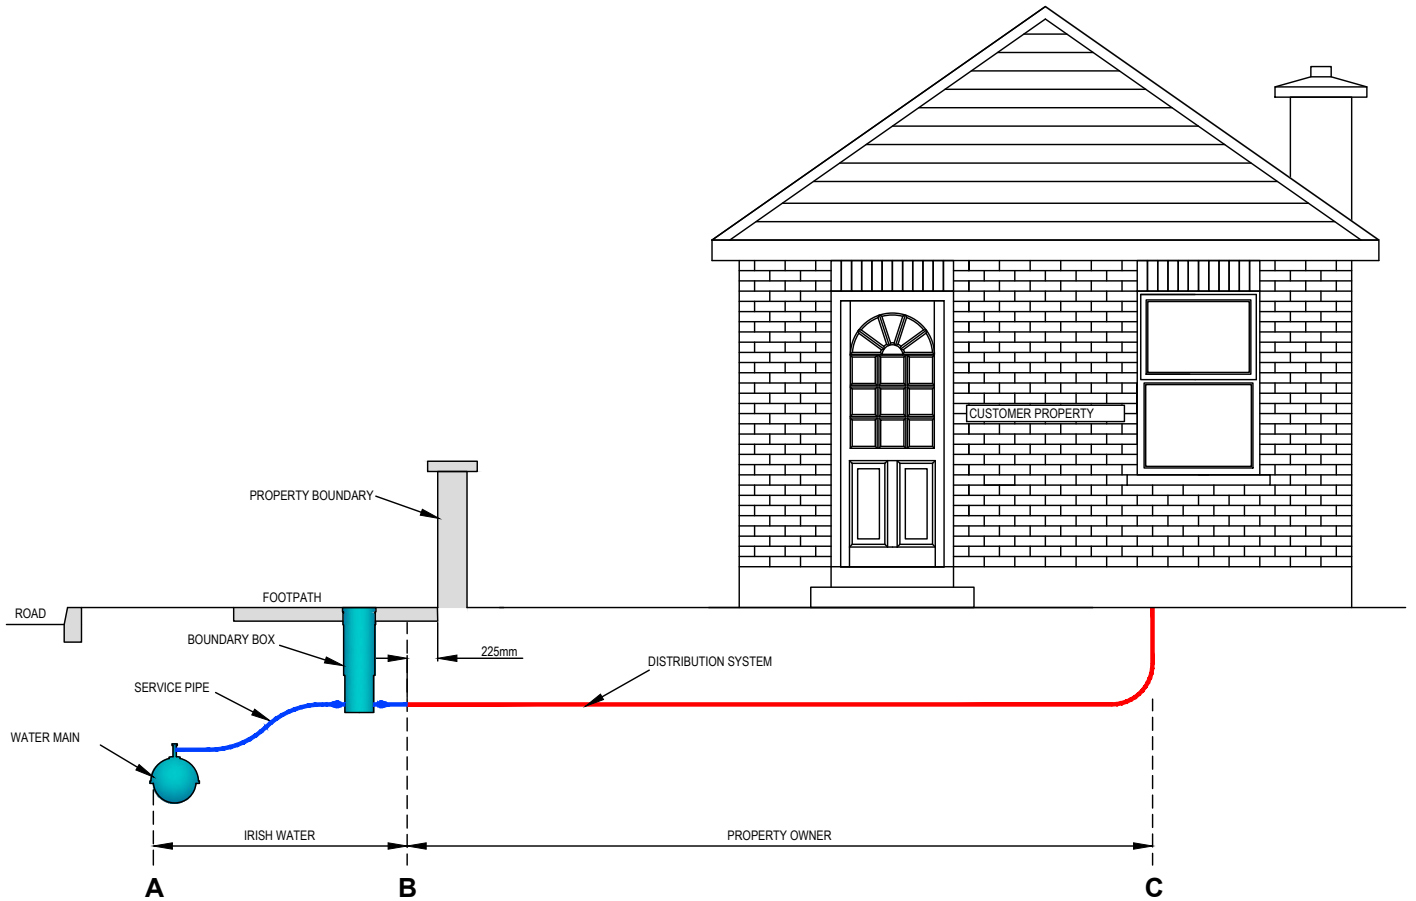 CUSTOMER PROPERTY
PROPERTY BOUNDARY
FOOTPATH
ROAD
BOUNDARY BOX
225mm
DISTRIBUTION SYSTEM
SERVICE PIPE
WATER MAIN
IRISH WATER
PROPERTY OWNER
A
B
C